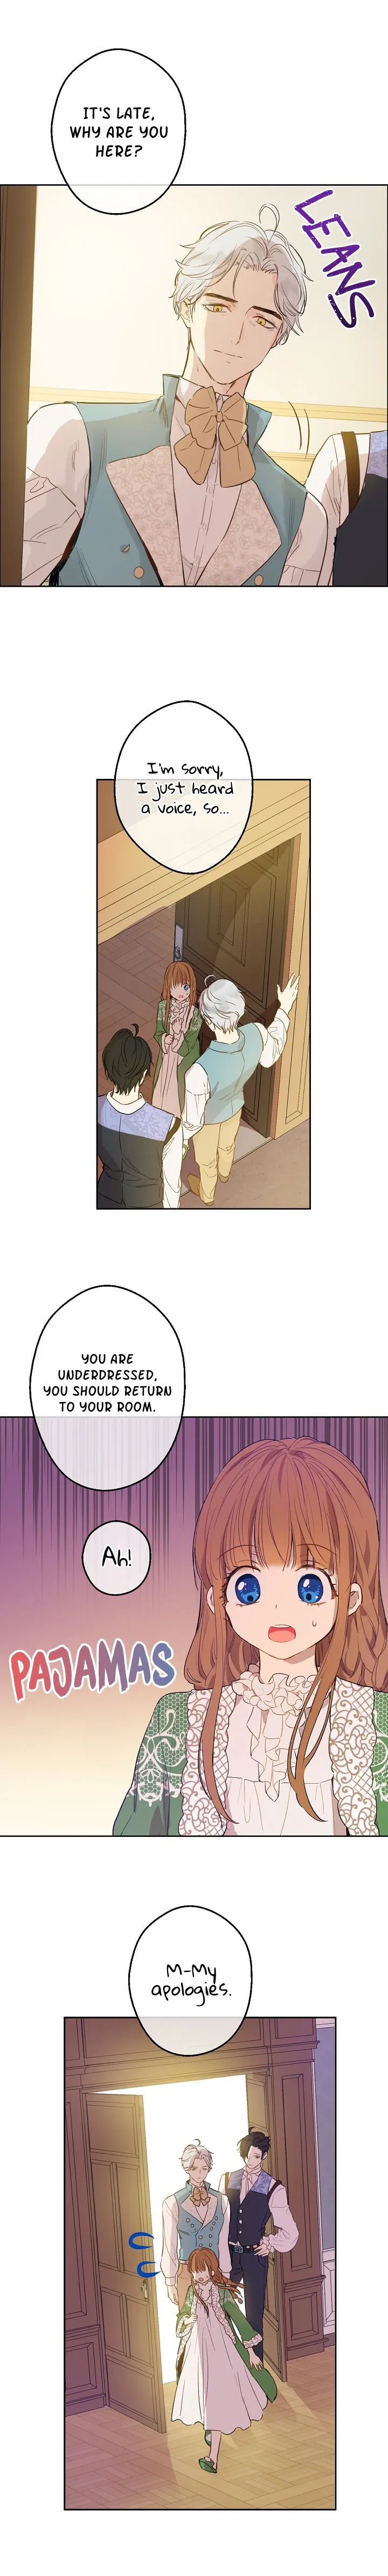 IT'S LATE,
WHY ARE YOU
HERE?
LEANS
I'm sorry,
I just heard
a voice, so...
YOU ARE
UNDERDRESSED,
YOU SHOULD RETURN
TO YOUR ROOM.
Ah!
PAJAMAS
M-My
apologies.